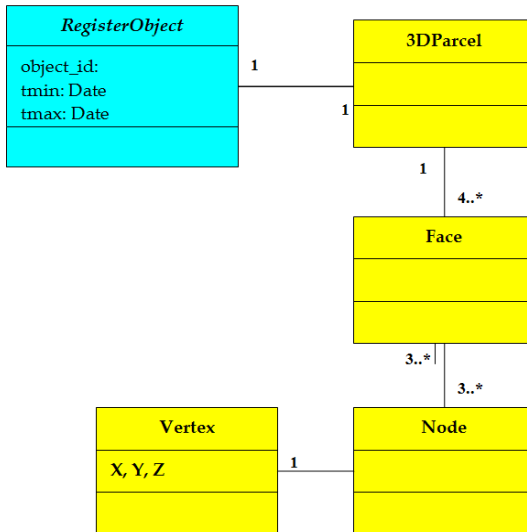 RegisterObject
object_id:
tmin: Date
tmax: Date
1
1
3DParcel
1
4..*
Face
3..*
3..*
Vertex
X, Y, Z
1
Node